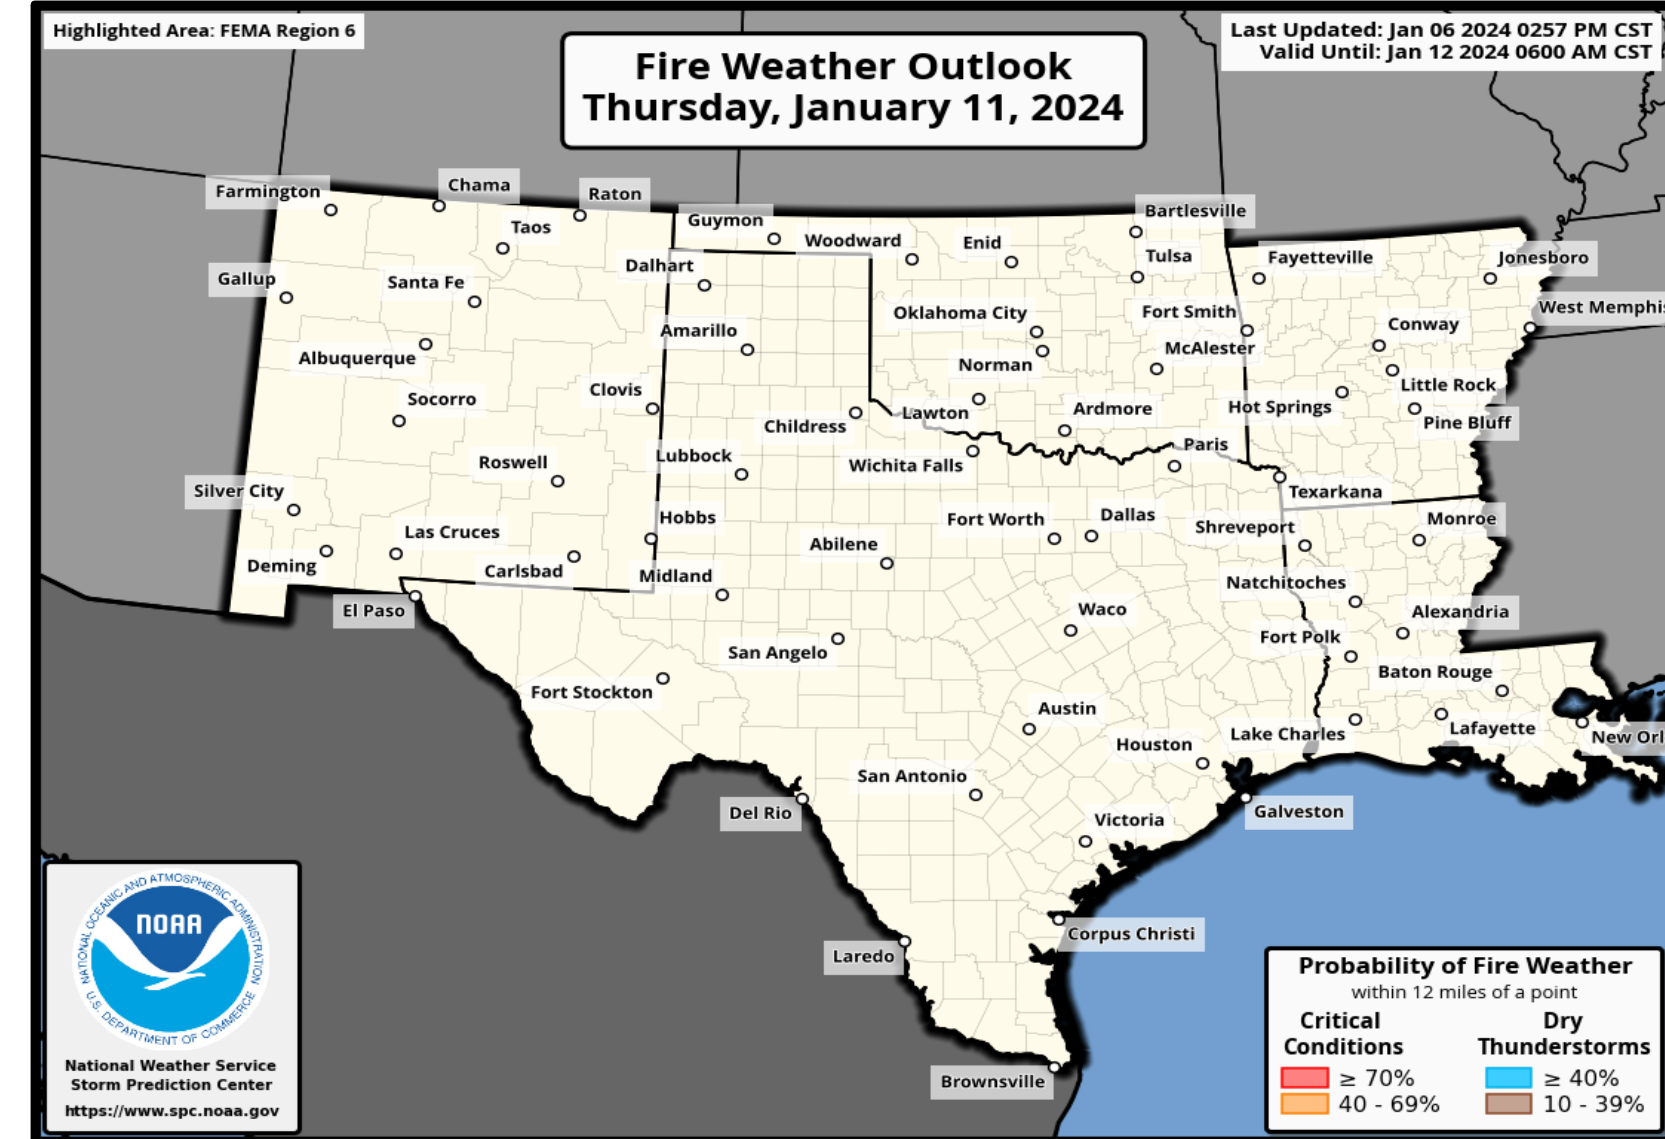 Highlighted Area: FEMA Region 6
Fire Weather Outlook
Thursday, January 11, 2024
Last Updated: Jan 06 2024 0257 PM CST
Valid Until: Jan 12 2024 0600 AM CST
Farmington
Chama
Raton
Taos
Guymon
Woodward
Enid
Bartlesville
Tulsa
Fayetteville
Jonesboro
Gallup
Santa Fe
Dalhart
Oklahoma City
Fort Smith
West Memphis
Albuquerque
Amarillo
Norman
McAlester
Conway
Socorro
Clovis
Childress
Lawton
Ardmore
Hot Springs
Little Rock
Pine Bluff
Roswell
Lubbock
Wichita Falls
Paris
Silver City
Texarkana
Las Cruces
Hobbs
Abilene
Fort Worth
Dallas
Shreveport
Monroe
Deming
Carlsbad
Midland
Natchitoches
El Paso
Waco
Alexandria
San Angelo
Fort Polk
Fort Stockton
Baton Rouge
Austin
Houston
Lake Charles
Lafayette
New Orl
San Antonio
Del Rio
Victoria
Galveston
Laredo
Corpus Christi
Brownsville
NATIONAL OCEANIC AND ATMOSPHERIC ADMINISTRATION
NOAA
U.S. DEPARTMENT OF COMMERCE
National Weather Service
Storm Prediction Center
https://www.spc.noaa.gov
Probability of Fire Weather
within 12 miles of a point
Critical Conditions
Dry Thunderstorms
≥ 70%
≥ 40%
40 - 69%
10 - 39%